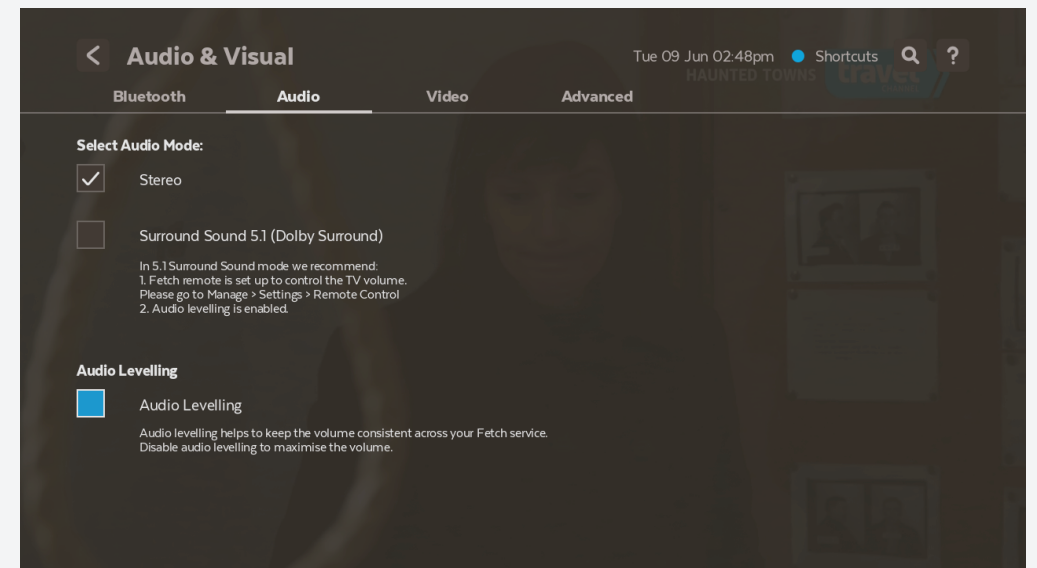 Audio & Visual
Tue 09 Jun 02:48pm
Shortcuts
?
HAUNTED TOWNS
travel
Bluetooth
Audio
Video
Advanced
Select Audio Mode:
Stereo
Surround Sound 5.1 (Dolby Surround)
In 5.1 Surround Sound mode we recommend:
1. Fetch remote is set up to control the TV volume.
Please go to Manage > Settings > Remote Control
2. Audio levelling is enabled.
Audio Levelling
Audio Levelling
Audio levelling helps to keep the volume consistent across your Fetch service.
Disable audio levelling to maximise the volume.